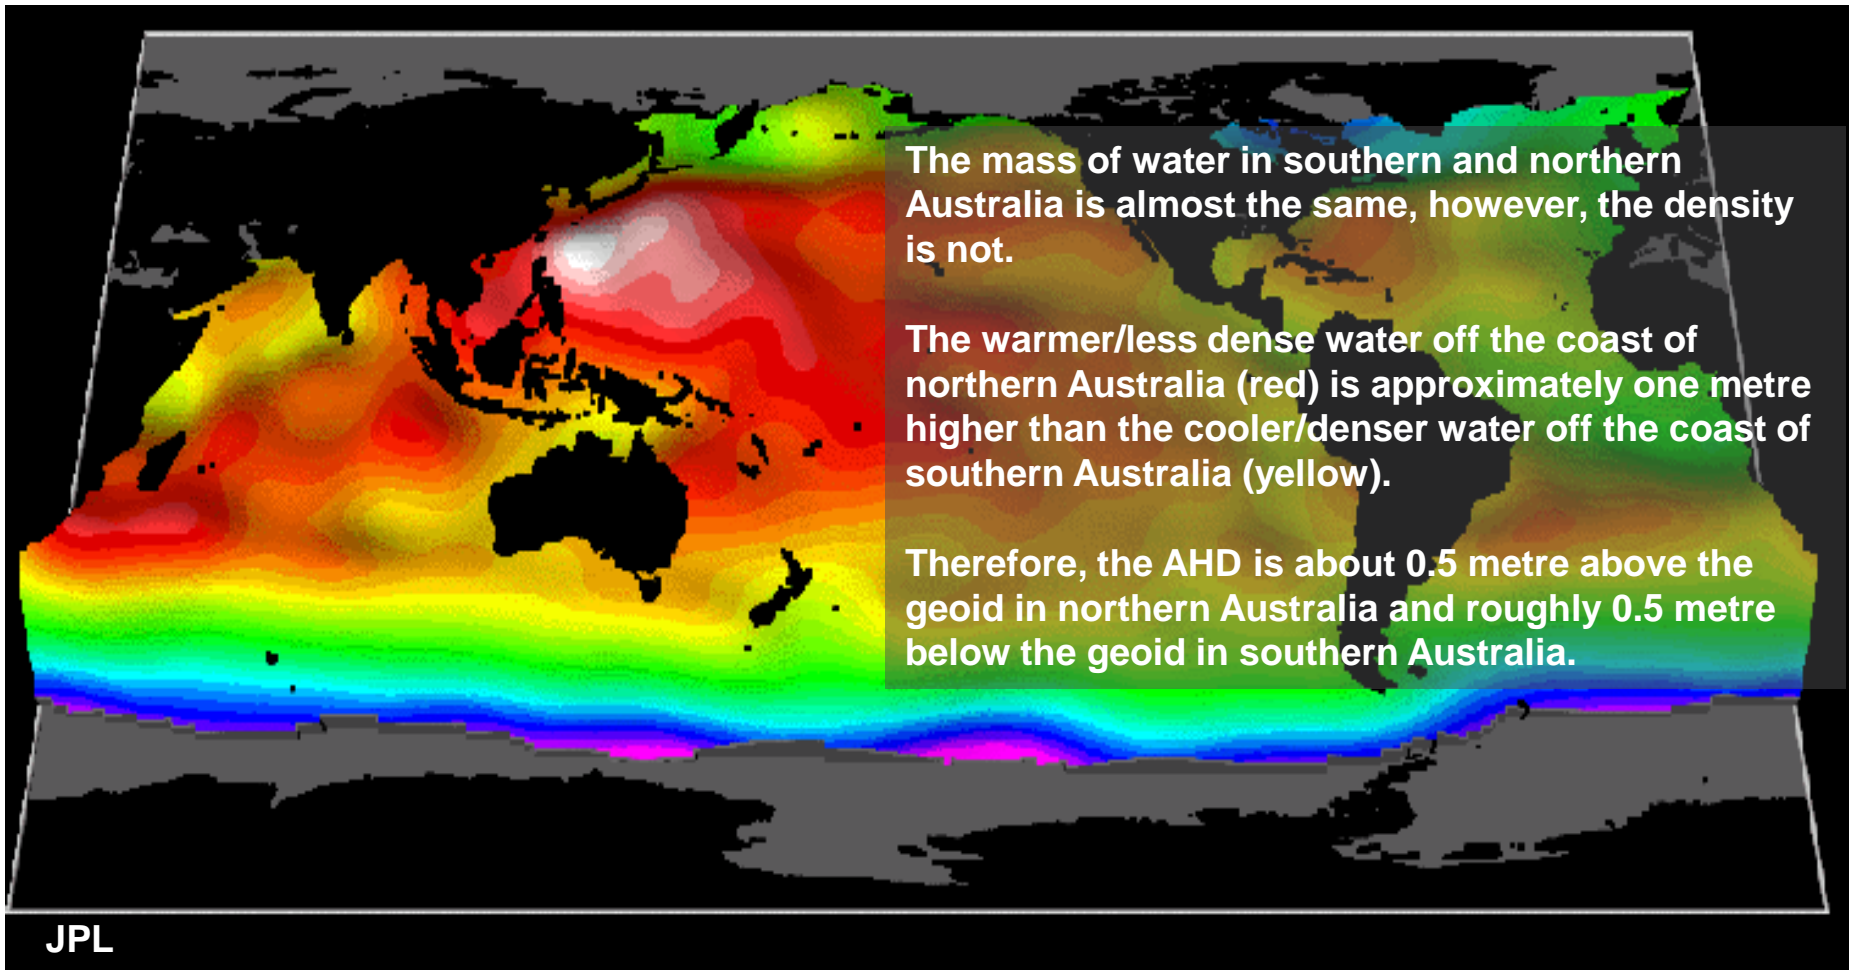 The mass of water in southern and northern
Australia is almost the same, however, the density
is not.
The warmer/less dense water off the coast of
northern Australia (red) is approximately one metre
higher than the cooler/denser water off the coast of
southern Australia (yellow).
Therefore, the AHD is about 0.5 metre above the
geoid in northern Australia and roughly 0.5 metre
below the geoid in southern Australia.
JPL